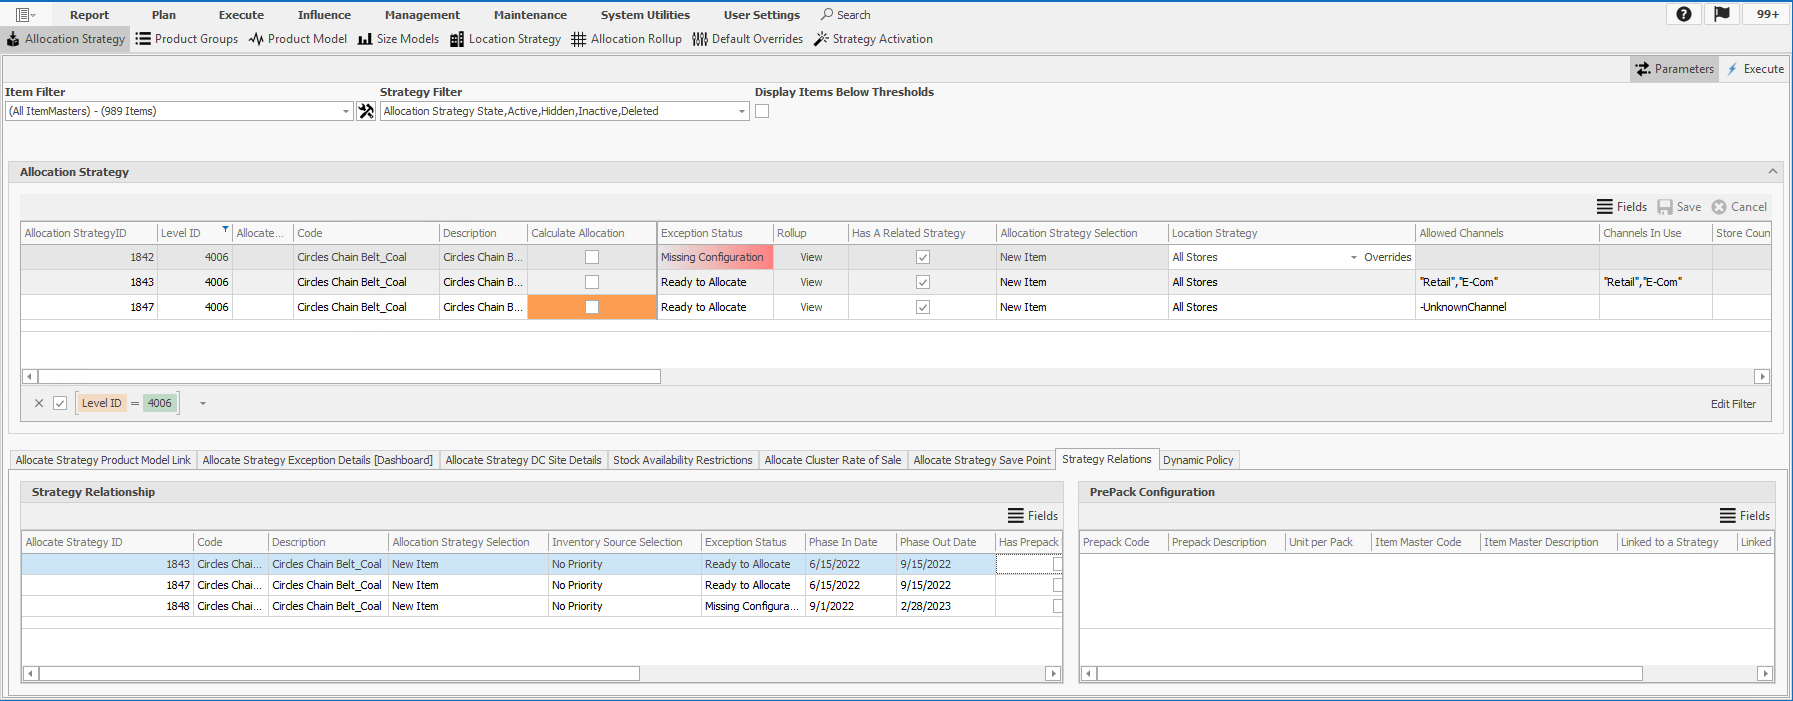 Report Plan Execute Influence Management Maintenance System Utilities User Settings Search 99+
Allocation Strategy Product Groups Product Model Size Models Location Strategy Allocation Rollup Default Overrides Strategy Activation
Parameters Execute
Item Filter Strategy Filter Display Items Below Thresholds
(All ItemMasters) - (989 Items) Allocation Strategy State,Active,Hidden,Inactive,Deleted
Allocation Strategy
Fields Save Cancel
Allocation StrategyID Level ID Allocate... Code Description Calculate Allocation Exception Status Rollup Has A Related Strategy Allocation Strategy Selection Location Strategy Allowed Channels Channels In Use Store Coun
1842 4006 Circles Chain Belt_Coal Circles Chain B... Missing Configuration View New Item All Stores Overrides
1843 4006 Circles Chain Belt_Coal Circles Chain B... Ready to Allocate View New Item All Stores "Retail","E-Com" "Retail","E-Com"
1847 4006 Circles Chain Belt_Coal Circles Chain B... Ready to Allocate View New Item All Stores -UnknownChannel
Level ID = 4006 Edit Filter
Allocate Strategy Product Model Link Allocate Strategy Exception Details [Dashboard] Allocate Strategy DC Site Details Stock Availability Restrictions Allocate Cluster Rate of Sale Allocate Strategy Save Point Strategy Relations Dynamic Policy
Strategy Relationship PrePack Configuration
Fields Fields
Allocate Strategy ID Code Description Allocation Strategy Selection Inventory Source Selection Exception Status Phase In Date Phase Out Date Has Prepack Prepack Code Prepack Description Unit per Pack Item Master Code Item Master Description Linked to a Strategy Linked
1843 Circles Chai... Circles Chain Belt_Coal New Item No Priority Ready to Allocate 6/15/2022 9/15/2022
1847 Circles Chai... Circles Chain Belt_Coal New Item No Priority Ready to Allocate 6/15/2022 9/15/2022
1848 Circles Chai... Circles Chain Belt_Coal New Item No Priority Missing Configura... 9/1/2022 2/28/2023